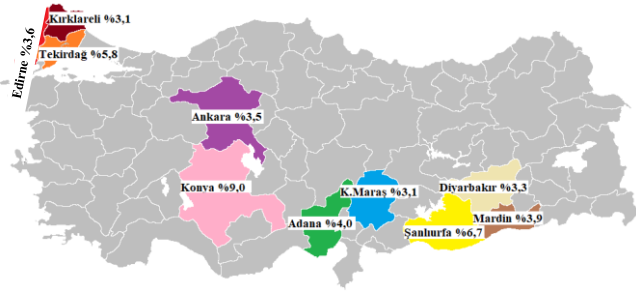 Kırklareli %3,1
Tekirdağ %5,8
Edirne %3,6
Ankara %3,5
Konya %9,0
K.Maraş %3,1
Diyarbakır %3,3
Adana %4,0
Mardin %3,9
Şanlıurfa %6,7